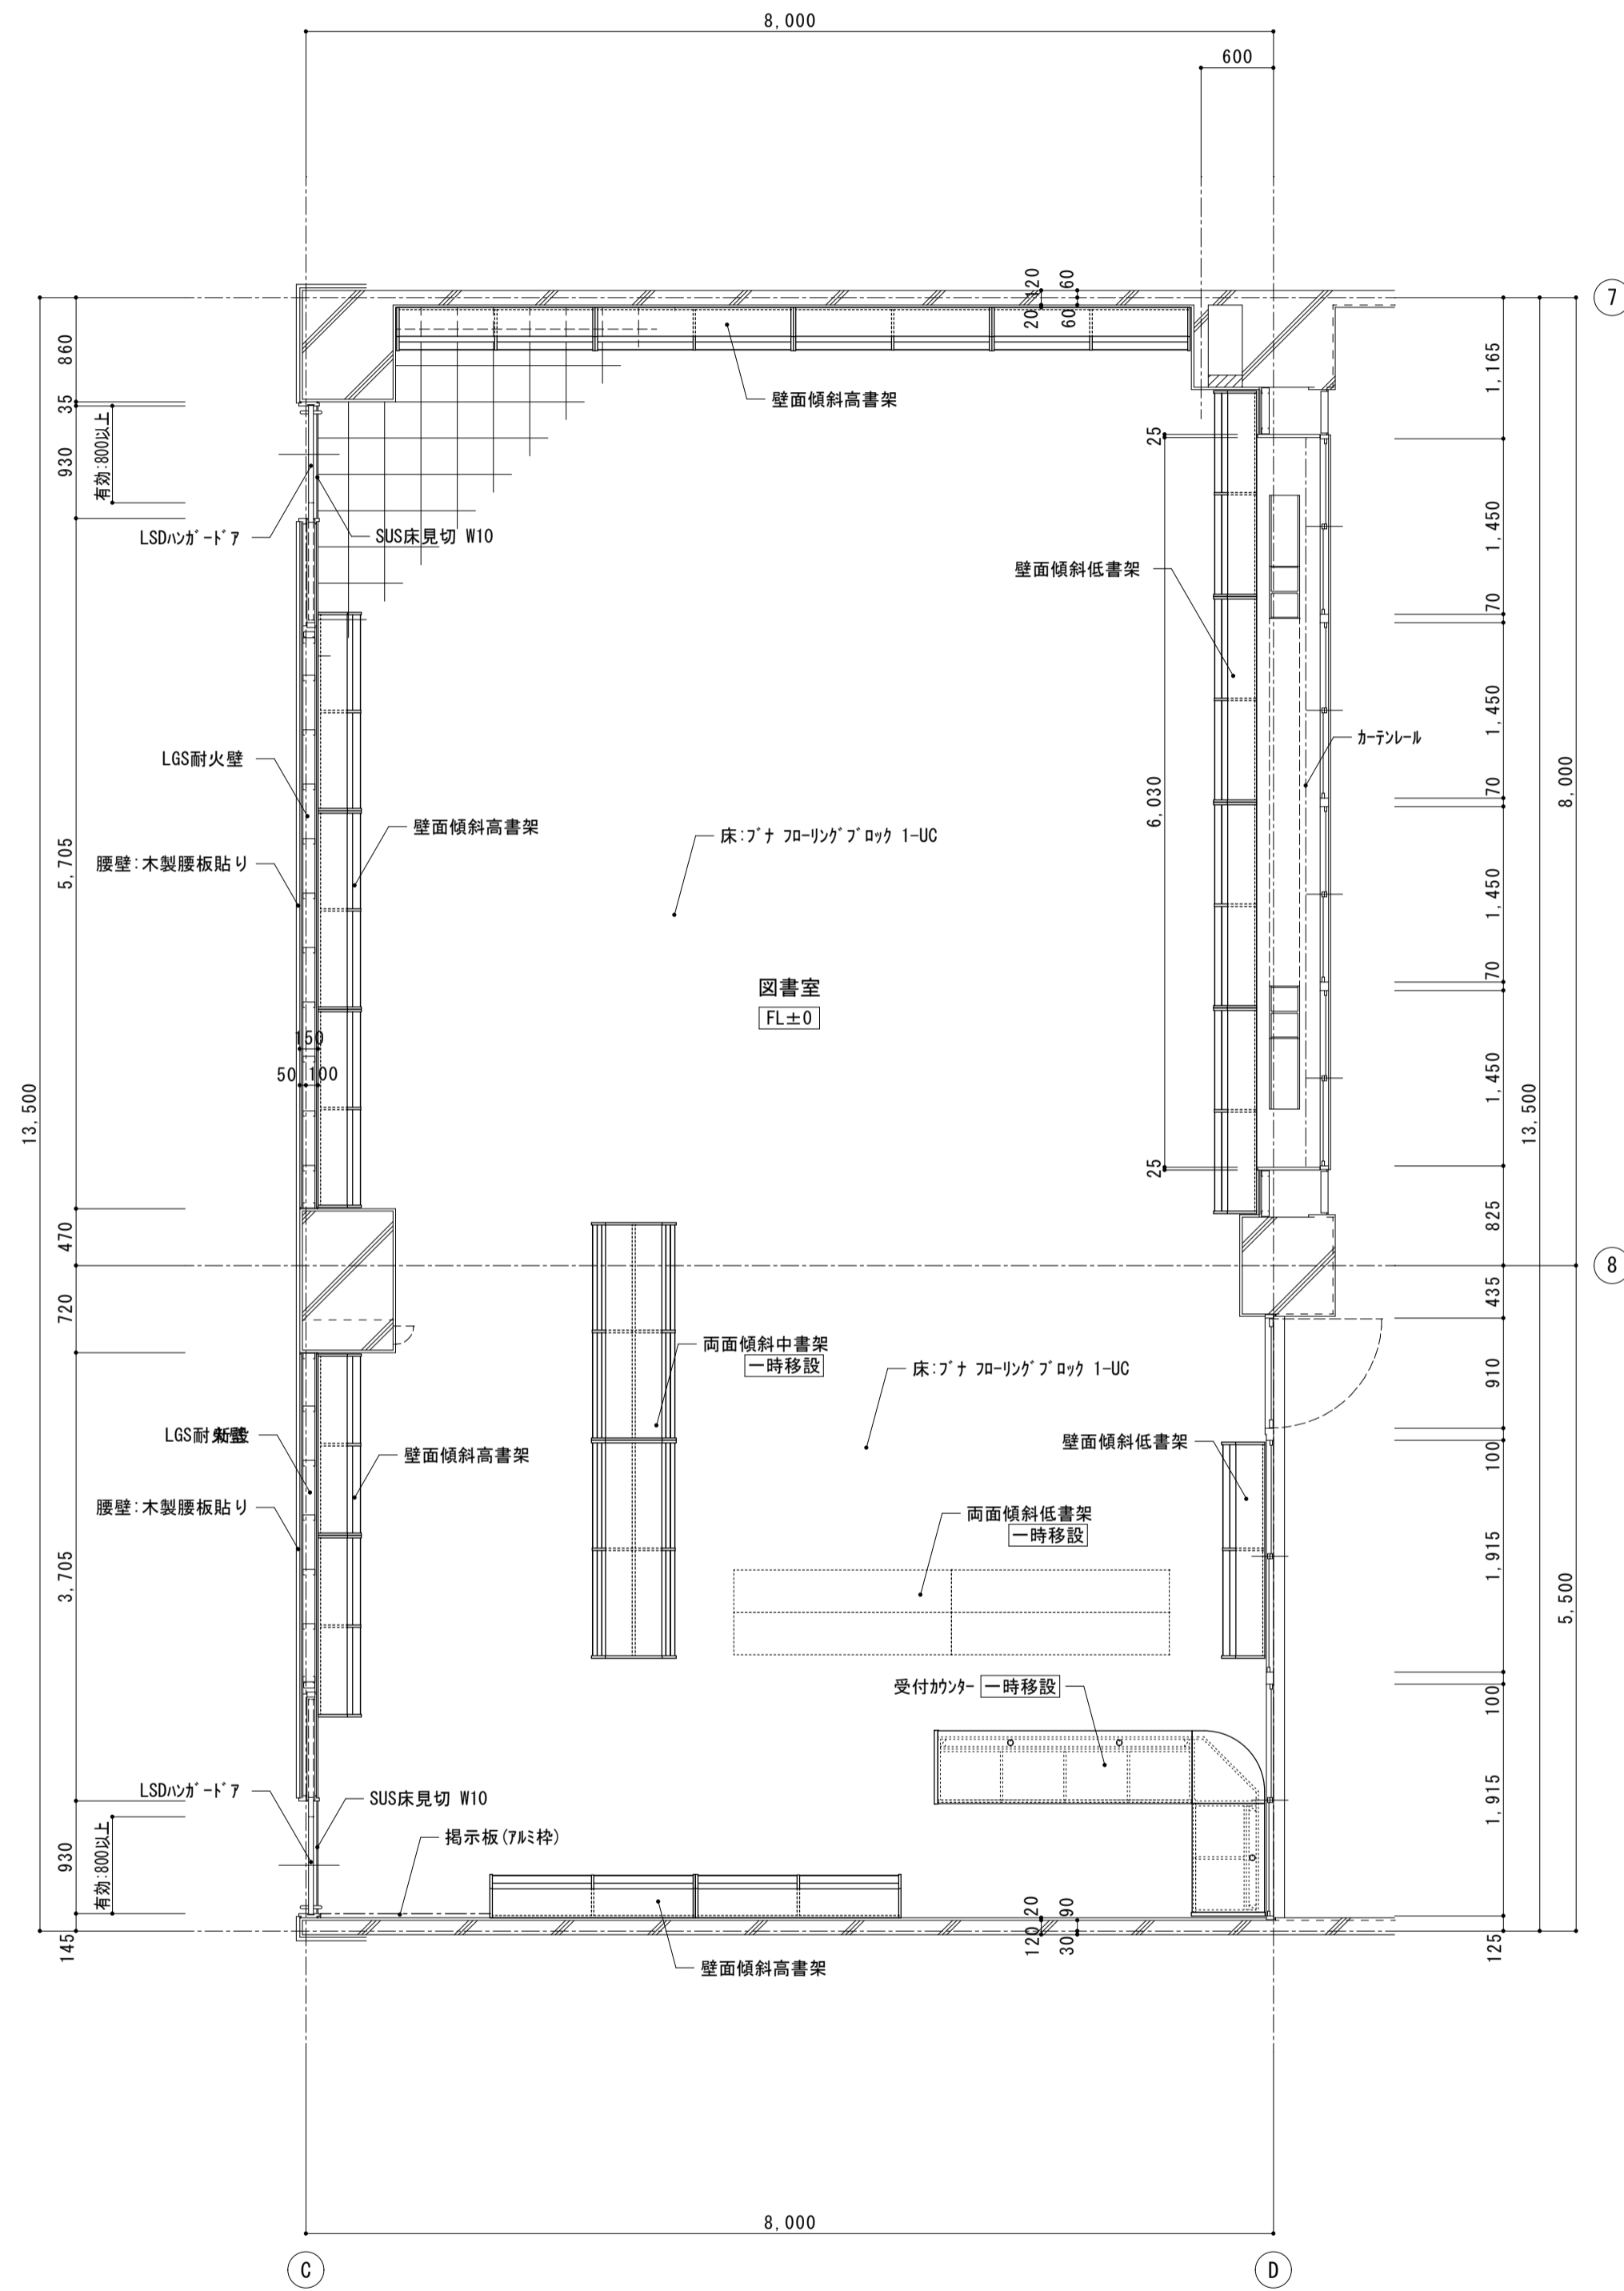 8,000
600
7
120
60
20
60
860
35
930
有効:800以上
1,165
壁面傾斜高書架
25
LSDハンガードア
SUS床見切 W10
1,450
壁面傾斜低書架
70
LGS耐火壁
1,450
カーテンレール
壁面傾斜高書架
床:ブナ フローリングブロック 1-UC
6,030
70
8,000
腰壁:木製腰板貼り
5,705
1,450
図書室
FL±0
70
150
50
100
1,450
13,500
13,500
25
470
825
8
720
435
両面傾斜中書架
一時移設
床:ブナ フローリングブロック 1-UC
910
壁面傾斜高書架
壁面傾斜低書架
100
腰壁:木製腰板貼り
両面傾斜低書架
一時移設
3,705
1,915
5,500
受付カウンター 一時移設
100
LSDハンガードア
SUS床見切 W10
1,915
掲示板(アルミ枠)
930
有効:800以上
20
90
120
30
145
125
壁面傾斜高書架
8,000
C
D